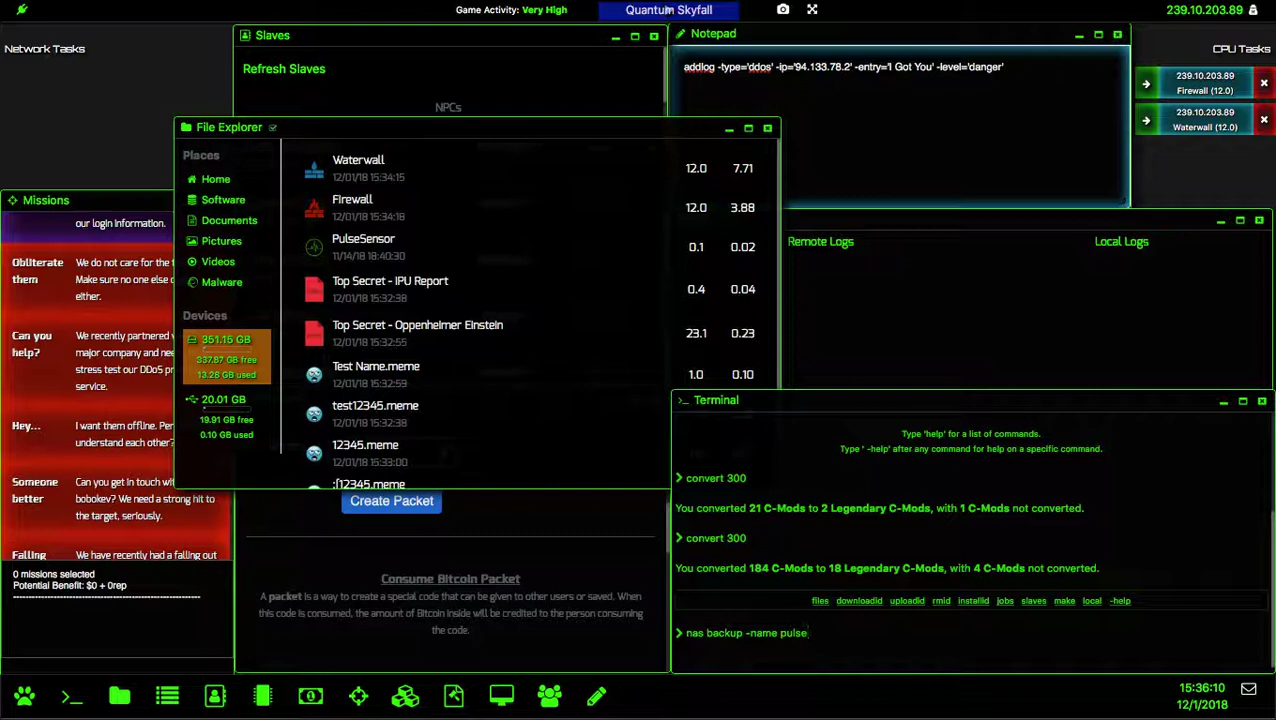 Game Activity: Very High
Quantum Skyfall
239.10.203.89
Network Tasks
Slaves
Refresh Slaves
NPCs
Notepad
addlog -type='ddos' -ip='94.133.78.2' -entry='I Got You' -level='danger'
CPU Tasks
239.10.203.89
Firewall (12.0)
239.10.203.89
Waterwall (12.0)
File Explorer
Places
Home
Software
Documents
Pictures
Videos
Malware
Devices
351.15 GB
337.87 GB free
13.28 GB used
20.01 GB
19.91 GB free
0.10 GB used
Waterwall
12/01/18 15:34:15
12.0 7.71
Firewall
12/01/18 15:34:18
12.0 3.88
PulseSensor
11/14/18 18:40:30
0.1 0.02
Top Secret - IPU Report
12/01/18 15:32:38
0.4 0.04
Top Secret - Oppenheimer Einstein
12/01/18 15:32:55
23.1 0.23
Test Name.meme
12/01/18 15:32:59
1.0 0.10
test12345.meme
12/01/18 15:32:38
12345.meme
12/01/18 15:33:00
:(12345.meme
Missions
our login information.
Obliterate them
We do not care for the
Make sure no one else
either.
Can you help?
We recently partnered
major company and nee
stress test our DDoS pr
service.
Hey...
I want them offline. Per
understand each other?
Someone better
Can you get in touch wit
bobokev? We need a strong hit to
the target, seriously.
Falling
We have recently had a falling out
0 missions selected
Potential Benefit: $0 + 0rep
Create Packet
Consume Bitcoin Packet
A packet is a way to create a special code that can be given to other users or saved. When
this code is consumed, the amount of Bitcoin inside will be credited to the person consuming
the code.
Remote Logs
Local Logs
Terminal
Type 'help' for a list of commands.
Type ' -help' after any command for help on a specific command.
> convert 300
You converted 21 C-Mods to 2 Legendary C-Mods, with 1 C-Mods not converted.
> convert 300
You converted 184 C-Mods to 18 Legendary C-Mods, with 4 C-Mods not converted.
files downloadid uploadid rmid installid jobs slaves make local -help
> nas backup -name pulse
15:36:10
12/1/2018